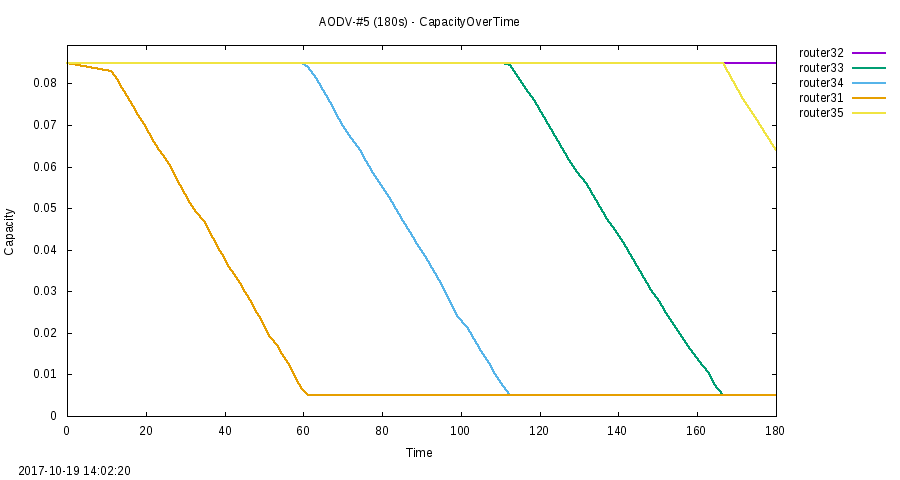 AODV-#5 (180s) - CapacityOverTime
router32
router33
router34
router31
router35
0.08
0.07
0.06
0.05
0.04
0.03
0.02
0.01
0
Capacity
0 20 40 60 80 100 120 140 160 180
Time
2017-10-19 14:02:20